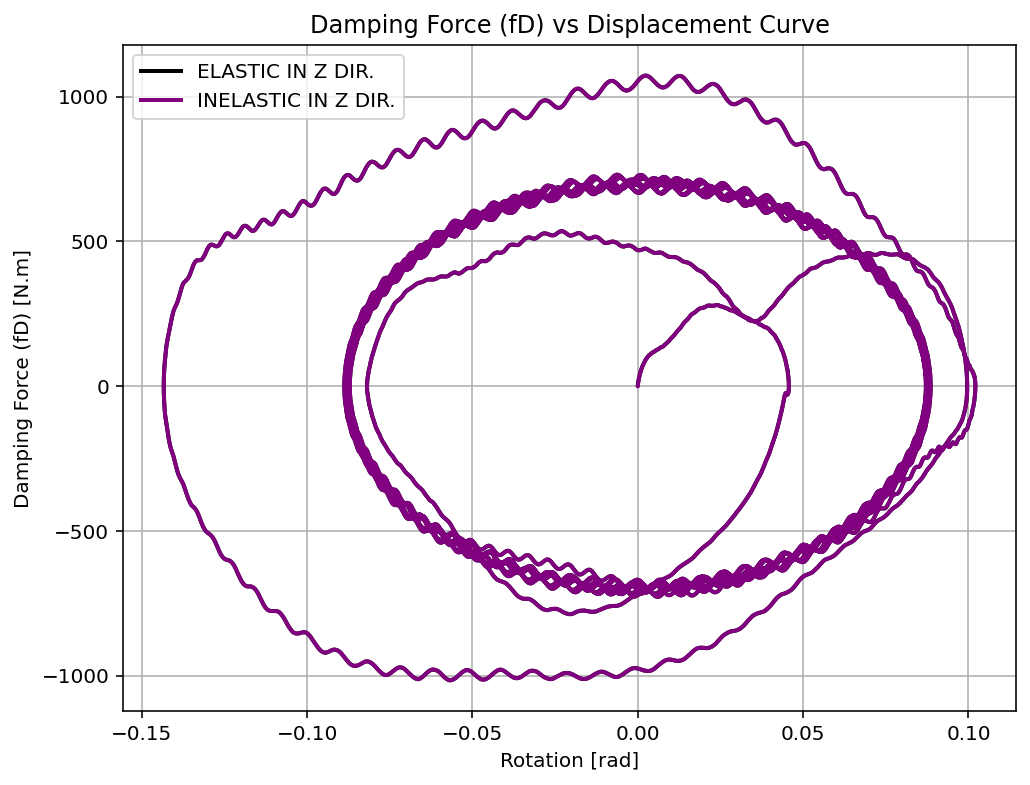 Damping Force (fD) vs Displacement Curve
ELASTIC IN Z DIR.
INELASTIC IN Z DIR.
Damping Force (fD) [N.m]
1000
500
0
−500
−1000
−0.15
−0.10
−0.05
0.00
0.05
0.10
Rotation [rad]